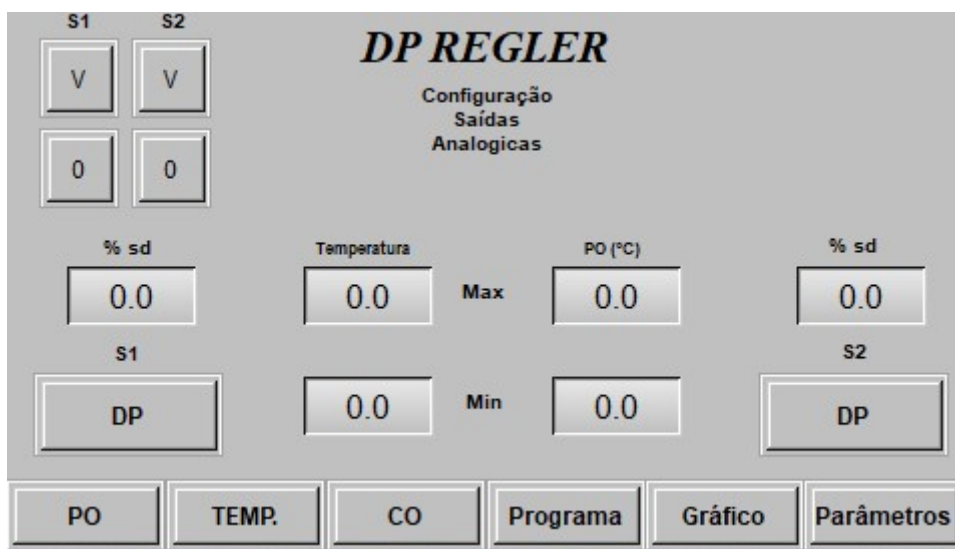 S1 S2
DP REGLER
V V
Configuração
Saídas
Analogicas
0 0
% sd Temperatura PO (°C) % sd
0.0 0.0 Max 0.0 0.0
S1 S2
DP 0.0 Min 0.0 DP
PO TEMP. CO Programa Gráfico Parâmetros